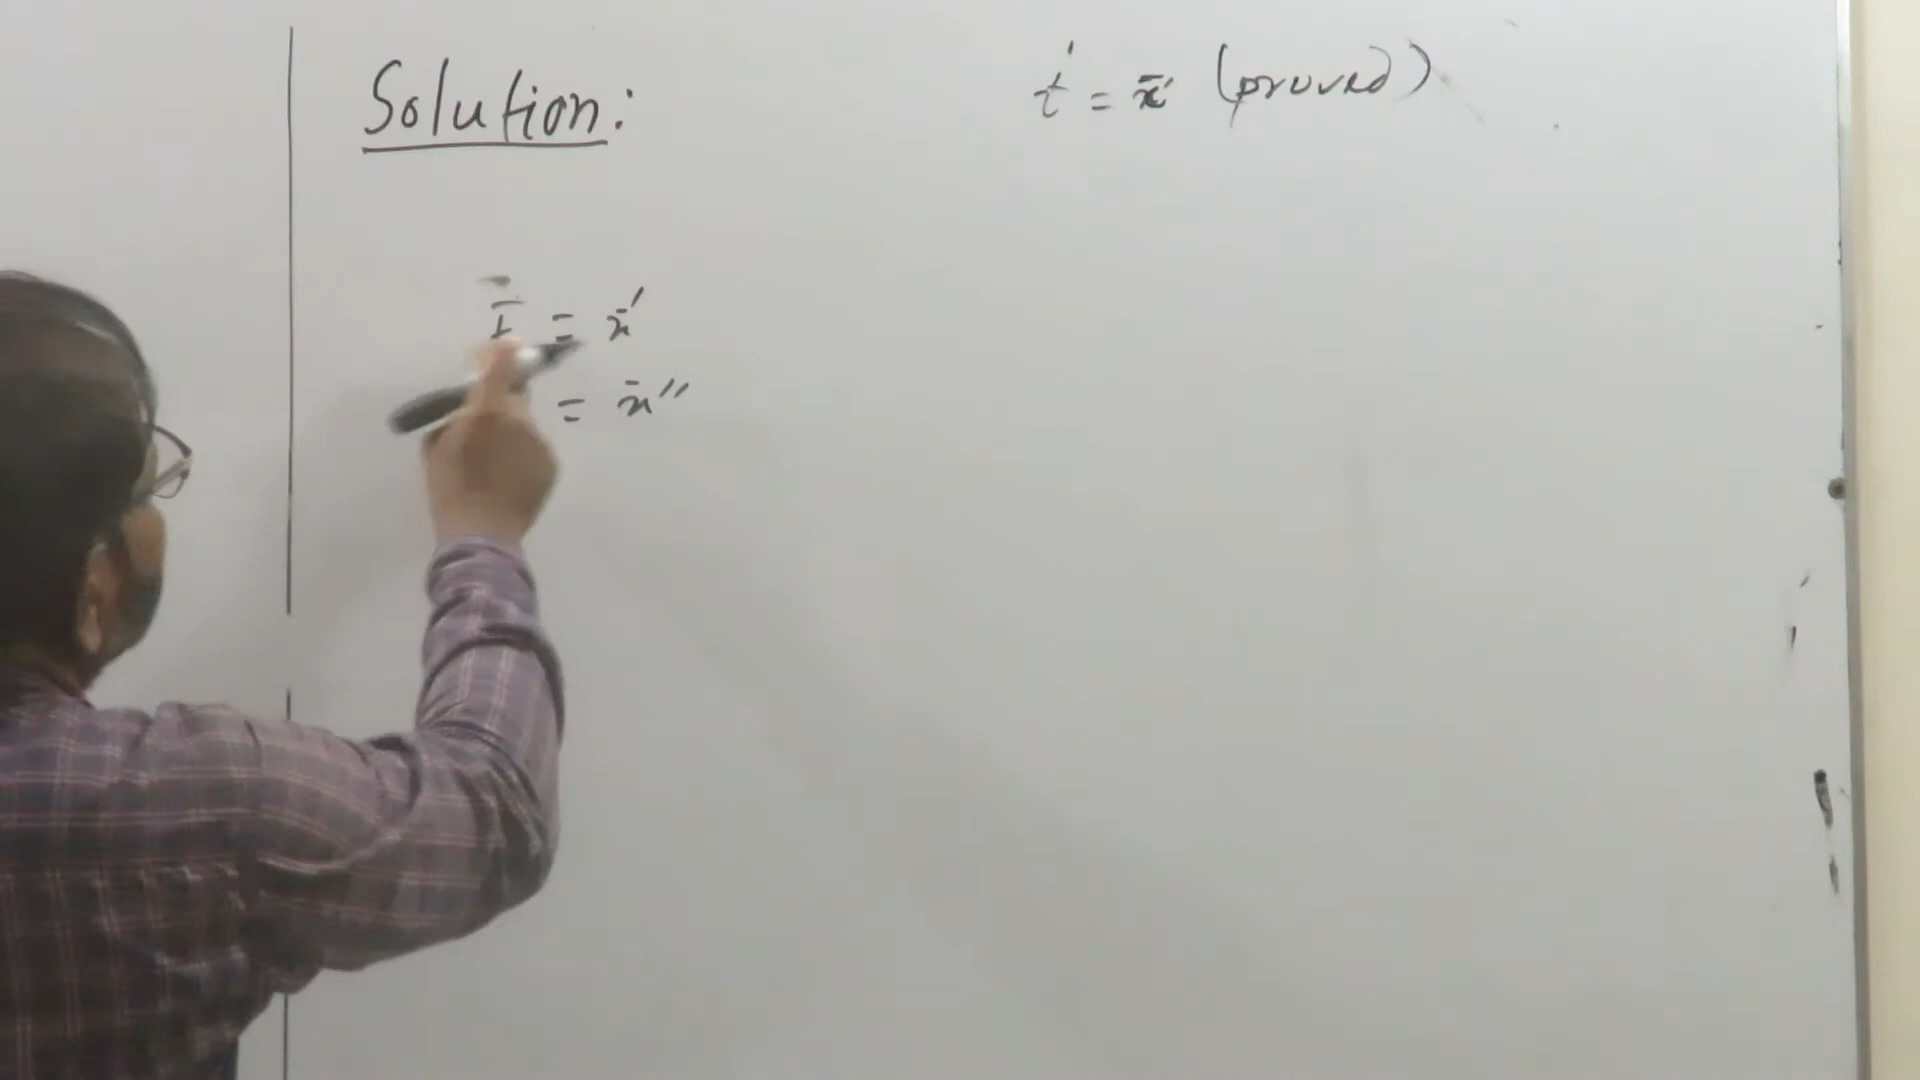 Solution:
t̄ = x̄′ (proved)
t̄ = x̄′
= x̄″